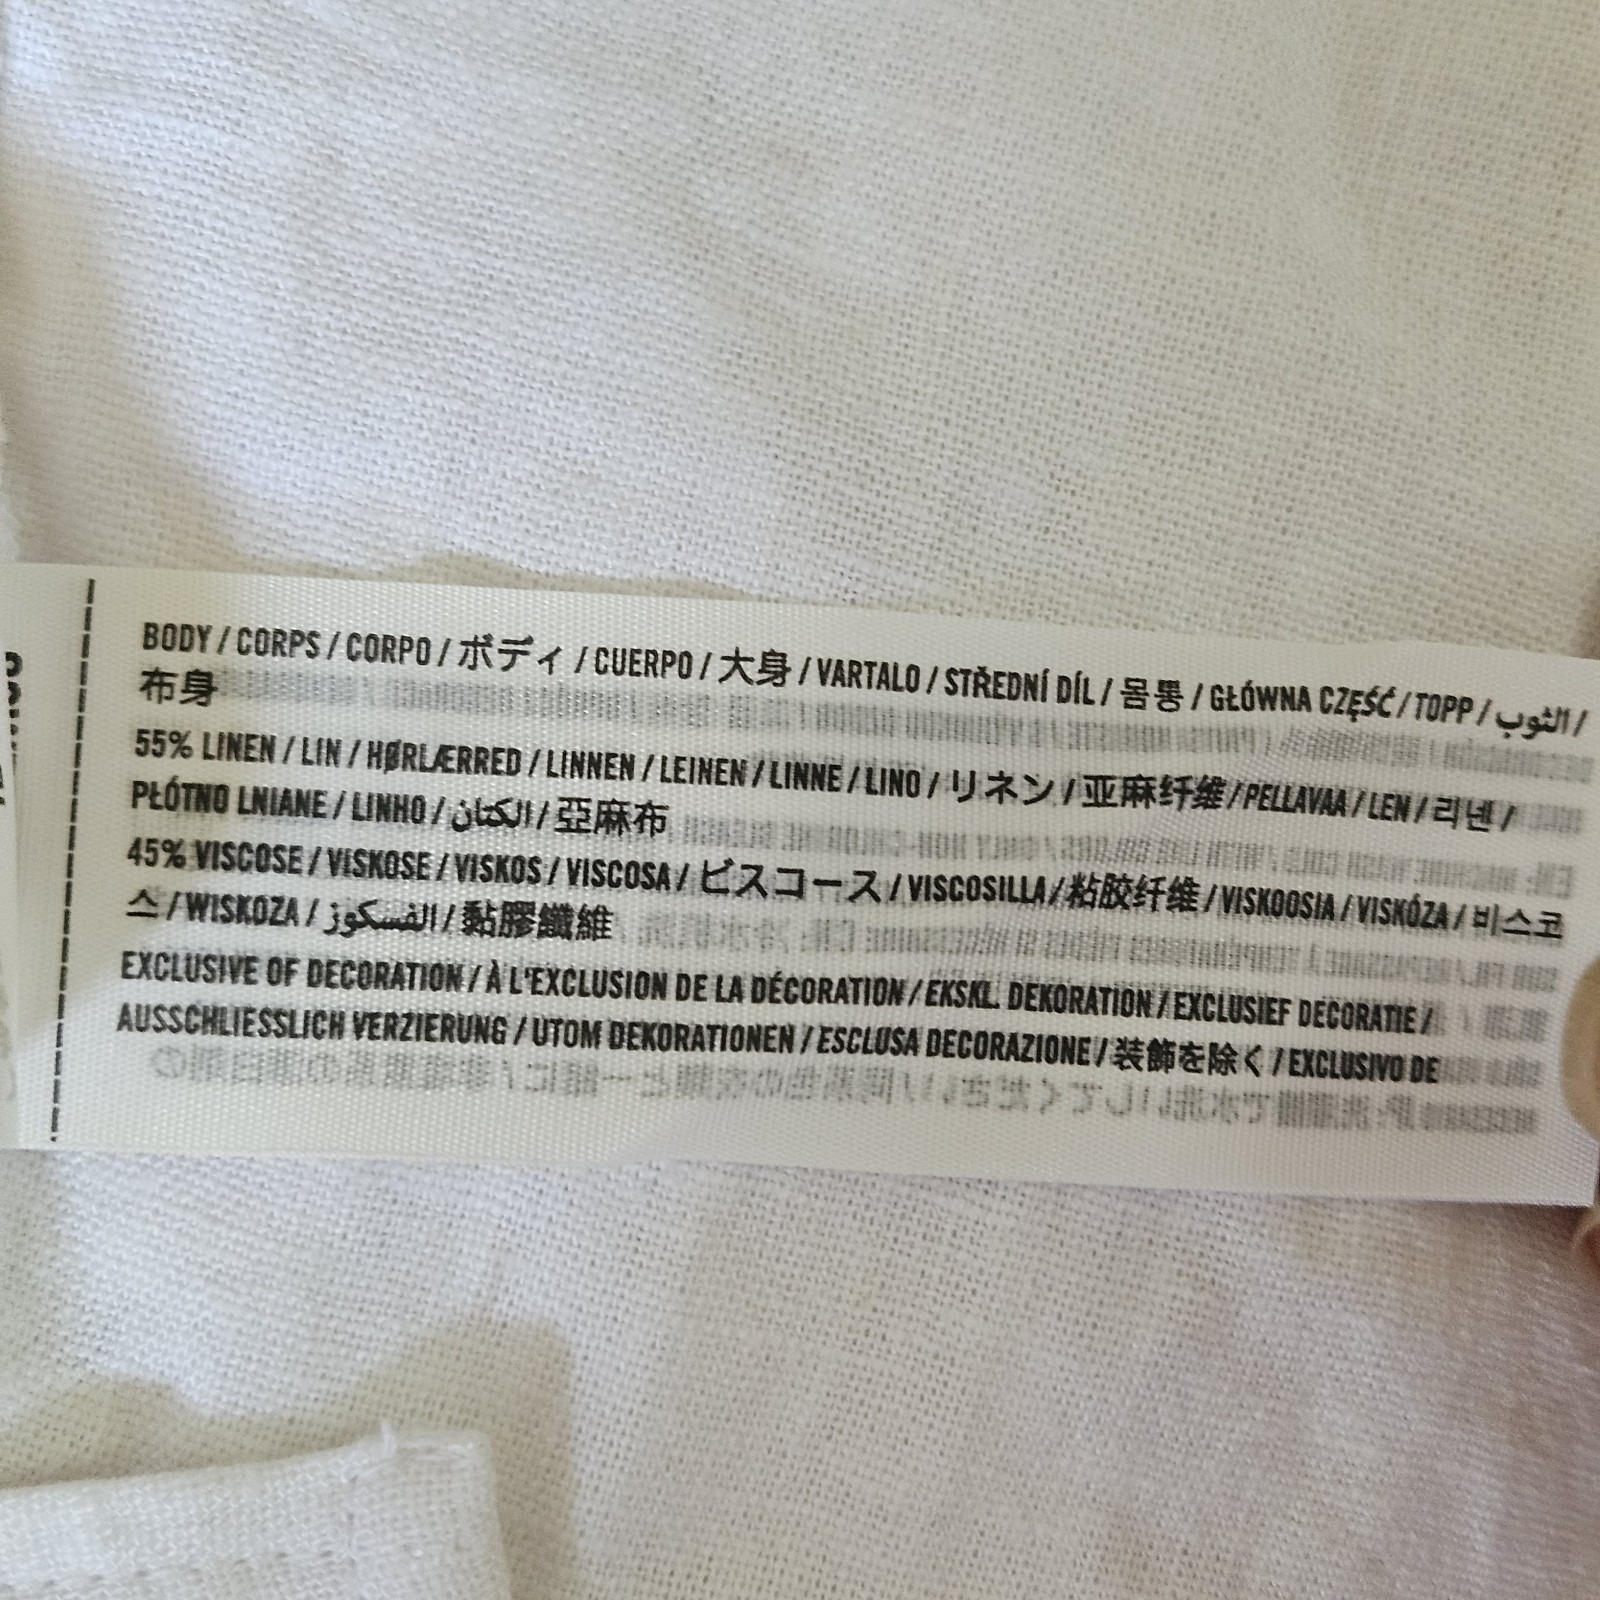 BODY / CORPS / CORPO / ボディ / CUERPO / 大身 / VARTALO / STŘEDNÍ DÍL / 몸통 / GŁÓWNA CZĘŚĆ / TOPP / الثوب /
布身
55% LINEN / LIN / HØRLÆRRED / LINNEN / LEINEN / LINNE / LINO / リネン / 亚麻纤维 / PELLAVAA / LEN / 리넨 /
PŁÓTNO LNIANE / LINHO / الكتان / 亞麻布
45% VISCOSE / VISKOSE / VISKOS / VISCOSA / ビスコース / VISCOSILLA / 粘胶纤维 / VISKOOSIA / VISKÓZA / 비스코
스 / WISKOZA / الفسكوز / 黏膠纖維
EXCLUSIVE OF DECORATION / À L'EXCLUSION DE LA DÉCORATION / EKSKL. DEKORATION / EXCLUSIEF DECORATIE /
AUSSCHLIESSLICH VERZIERUNG / UTOM DEKORATIONEN / ESCLUSA DECORAZIONE / 装飾を除く / EXCLUSIVO DE